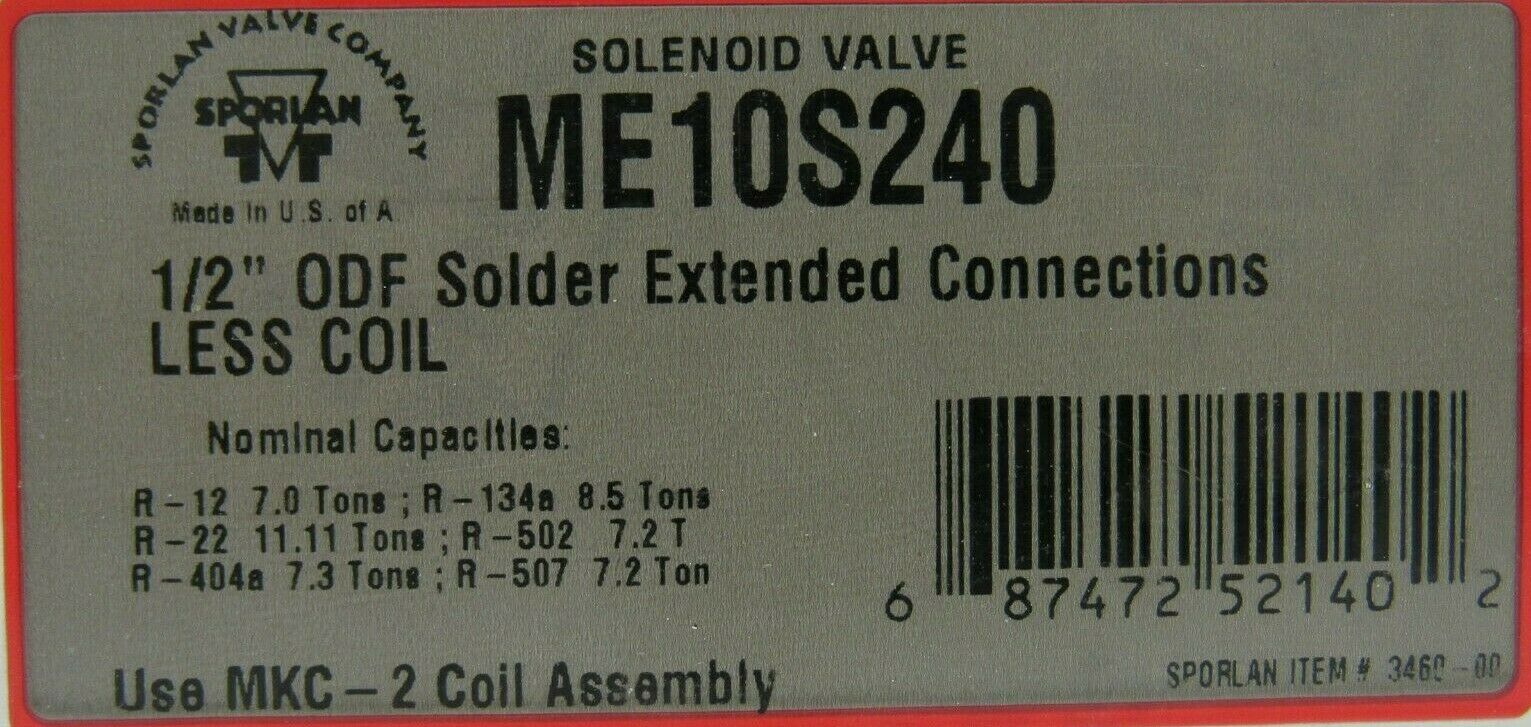 SPORLAN VALVE COMPANY
SPORLAN
Made in U.S. of A
SOLENOID VALVE
ME10S240
1/2" ODF Solder Extended Connections
LESS COIL
Nominal Capacities:
R-12 7.0 Tons ; R-134a 8.5 Tons
R-22 11.11 Tons ; R-502 7.2 T
R-404a 7.3 Tons ; R-507 7.2 Ton
6 87472 52140 2
Use MKC-2 Coil Assembly
SPORLAN ITEM #